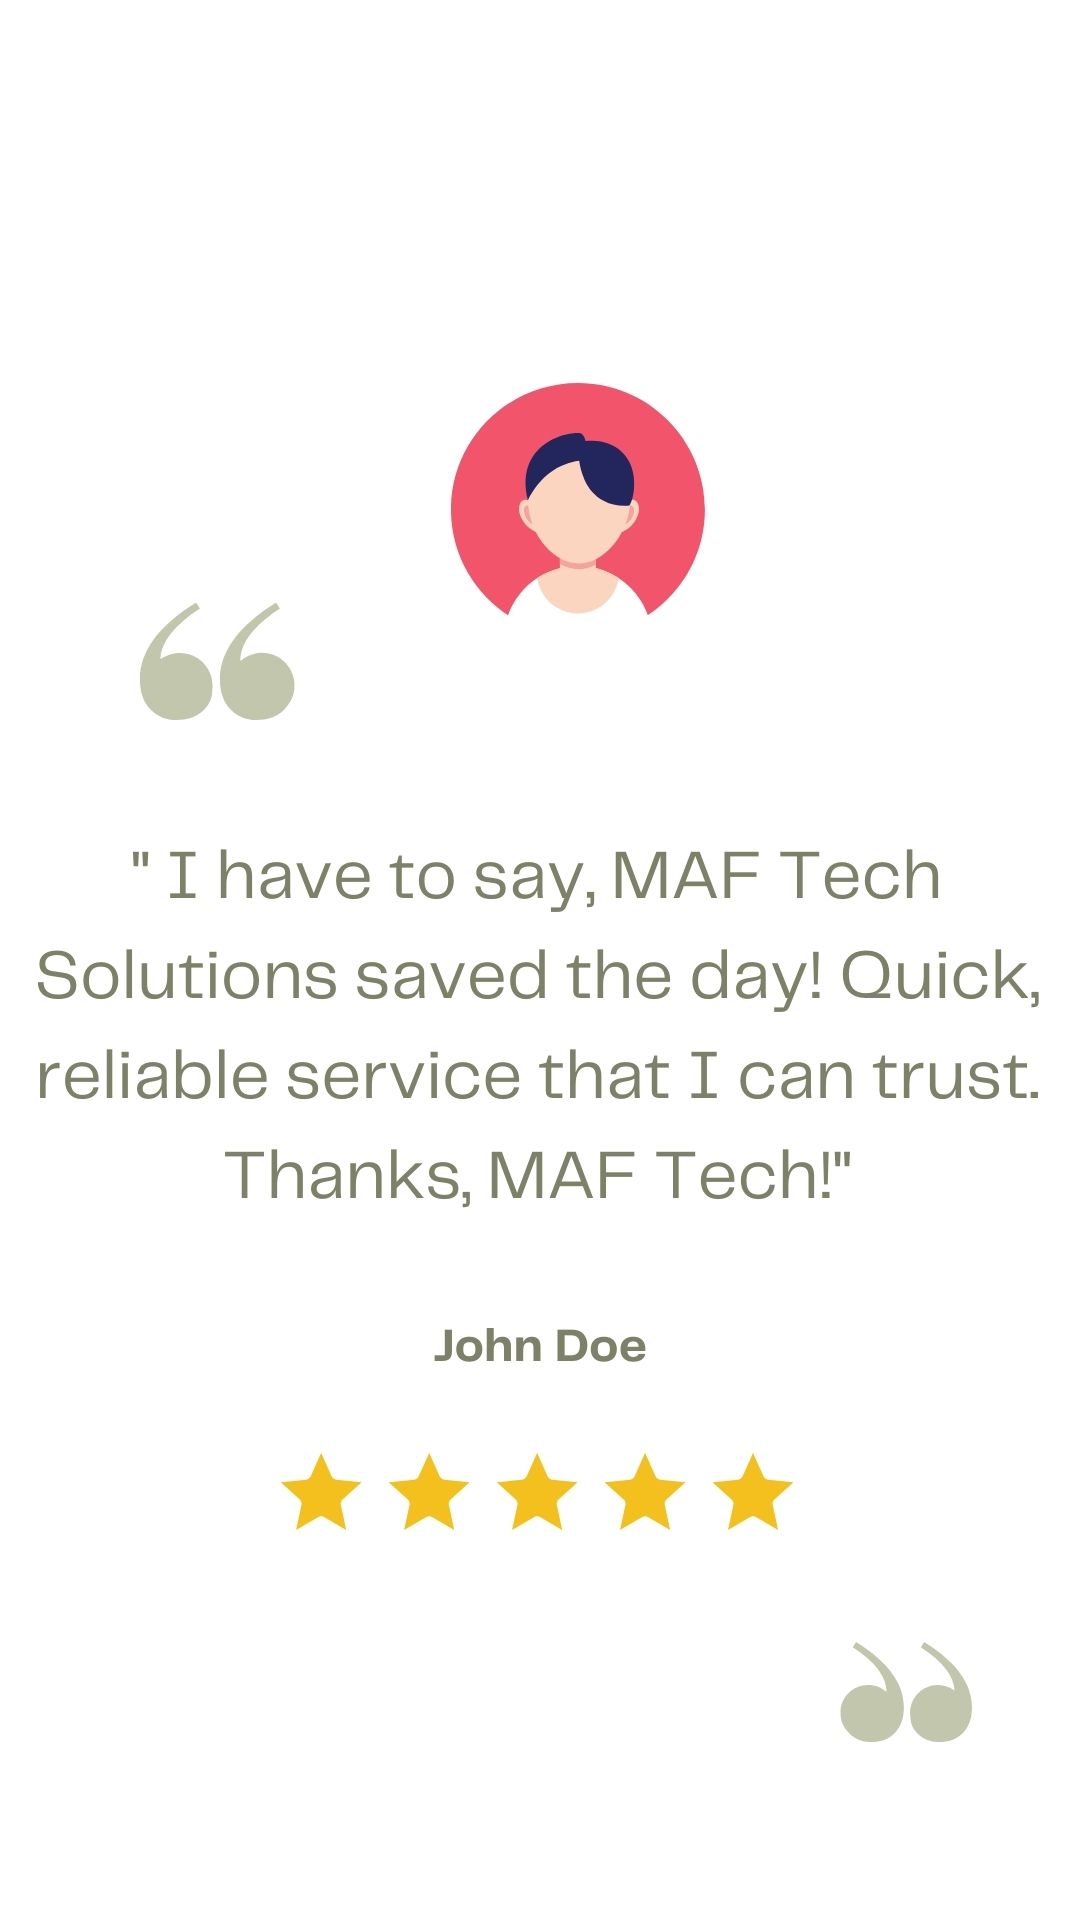 " I have to say, MAF Tech
Solutions saved the day! Quick,
reliable service that I can trust.
Thanks, MAF Tech!"
John Doe